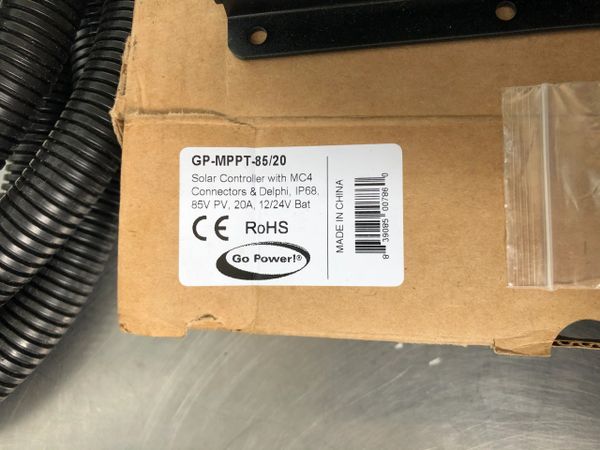 GP-MPPT-85/20
Solar Controller with MC4
Connectors & Delphi, IP68.
85V PV, 20A, 12/24V Bat
CE RoHS
Go Power!®
MADE IN CHINA
8 39085 00786 0